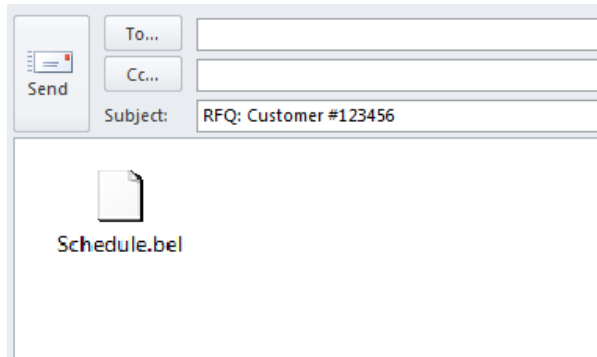 To...
Cc...
Send
Subject: RFQ: Customer #123456
Schedule.bel